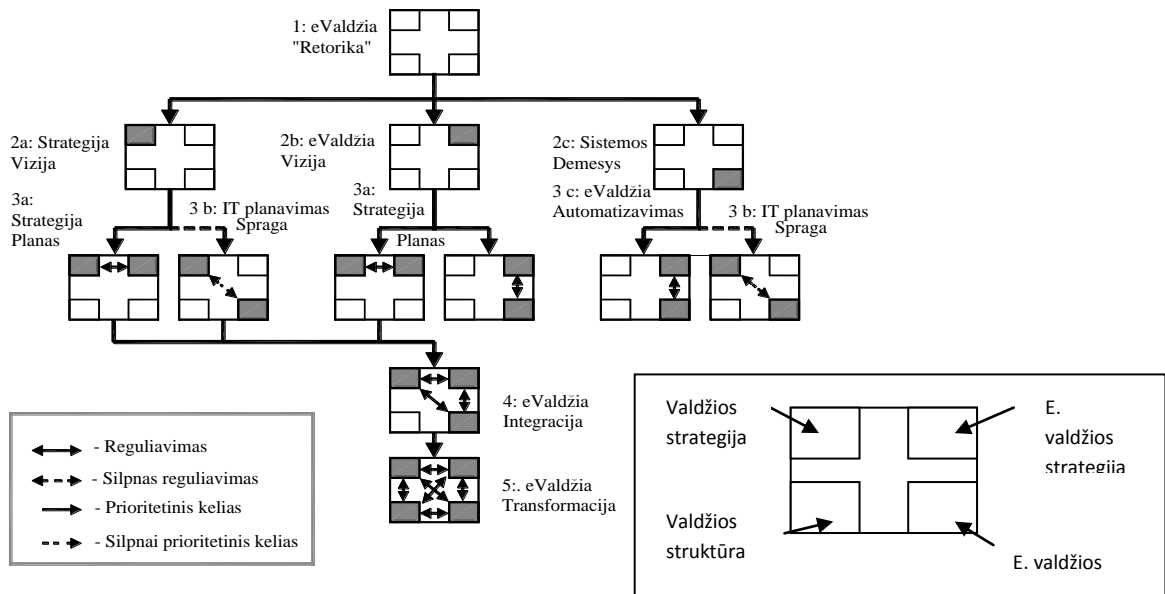 1: eValdžia
"Retorika"
2a: Strategija
Vizija
2b: eValdžia
Vizija
2c: Sistemos
Demesys
3a:
Strategija
Planas
3 b: IT planavimas
Spraga
3a:
Strategija
Planas
3 c: eValdžia
Automatizavimas
3 b: IT planavimas
Spraga
4: eValdžia
Integracija
5:. eValdžia
Transformacija
- Reguliavimas
- Silpnas reguliavimas
- Prioritetinis kelias
- Silpnai prioritetinis kelias
Valdžios
strategija
E.
valdžios
strategija
Valdžios
struktūra
E. valdžios